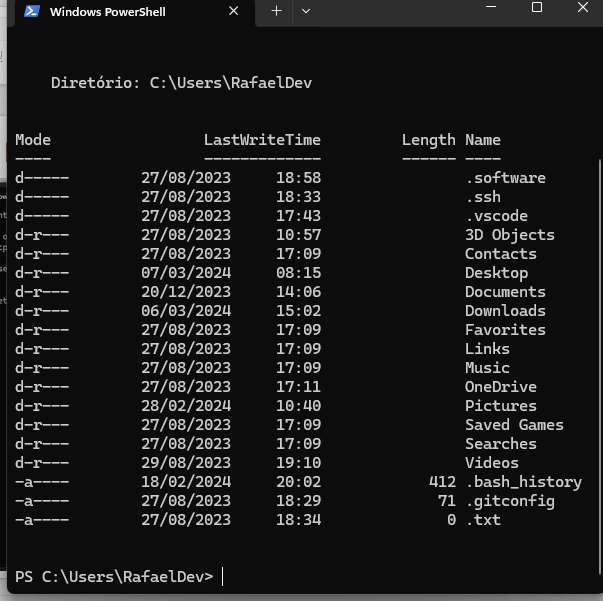 Windows PowerShell
Diretório: C:\Users\RafaelDev
Mode LastWriteTime Length Name
---- ------------- ------ ----
d----- 27/08/2023 18:58 .software
d----- 27/08/2023 18:33 .ssh
d----- 27/08/2023 17:43 .vscode
d-r--- 27/08/2023 10:57 3D Objects
d-r--- 27/08/2023 17:09 Contacts
d-r--- 07/03/2024 08:15 Desktop
d-r--- 20/12/2023 14:06 Documents
d-r--- 06/03/2024 15:02 Downloads
d-r--- 27/08/2023 17:09 Favorites
d-r--- 27/08/2023 17:09 Links
d-r--- 27/08/2023 17:09 Music
d-r--- 27/08/2023 17:11 OneDrive
d-r--- 28/02/2024 10:40 Pictures
d-r--- 27/08/2023 17:09 Saved Games
d-r--- 27/08/2023 17:09 Searches
d-r--- 29/08/2023 19:10 Videos
-a---- 18/02/2024 20:02 412 .bash_history
-a---- 27/08/2023 18:29 71 .gitconfig
-a---- 27/08/2023 18:34 0 .txt
PS C:\Users\RafaelDev>